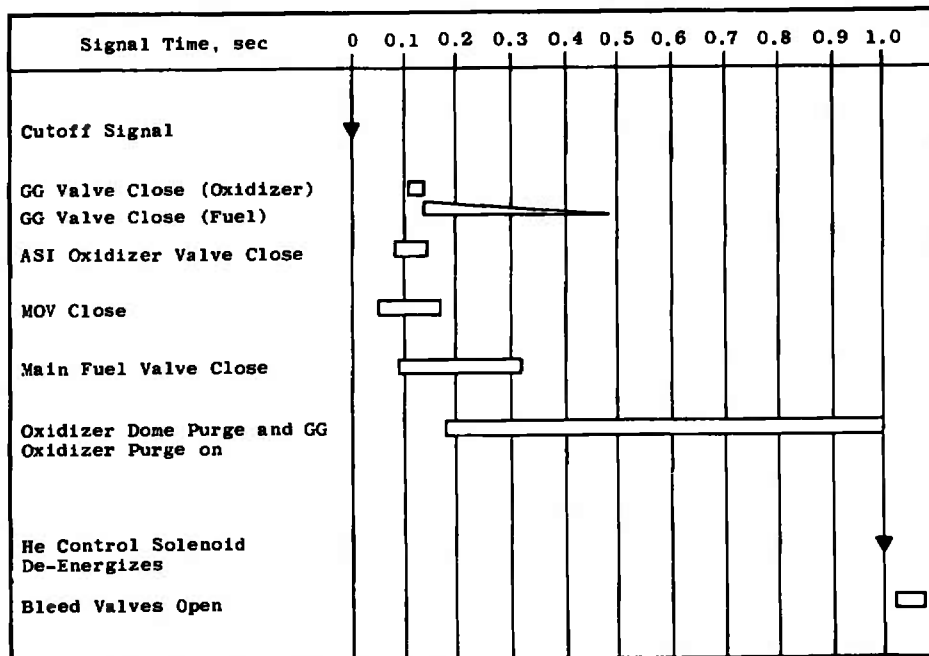 Signal Time, sec 0 0.1 0.2 0.3 0.4 0.5 0.6 0.7 0.8 0.9 1.0
Cutoff Signal
GG Valve Close (Oxidizer)
GG Valve Close (Fuel)
ASI Oxidizer Valve Close
MOV Close
Main Fuel Valve Close
Oxidizer Dome Purge and GG
Oxidizer Purge on
He Control Solenoid
De-Energizes
Bleed Valves Open